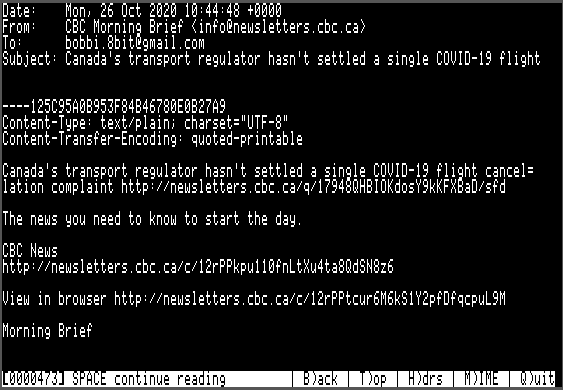 Date:    Mon, 26 Oct 2020 10:44:48 +0000
From:    CBC Morning Brief <info@newsletters.cbc.ca>
To:      bobbi.8bit@gmail.com
Subject: Canada's transport regulator hasn't settled a single COVID-19 flight
----125C95A0B953F84B46780E0B27A9
Content-Type: text/plain; charset="UTF-8"
Content-Transfer-Encoding: quoted-printable
Canada's transport regulator hasn't settled a single COVID-19 flight cancel=
lation complaint http://newsletters.cbc.ca/q/17948QHBIOKdosY9kKFXBaD/sfd
The news you need to know to start the day.
CBC News
http://newsletters.cbc.ca/c/12rPPkpu110fnLtXu4ta8QdSN8z6
View in browser http://newsletters.cbc.ca/c/12rPPtcur6M6kS1Y2pfDfqcpuL9M
Morning Brief
[0000473] SPACE continue reading | B)ack | T)op | H)drs | M)IME | Q)uit